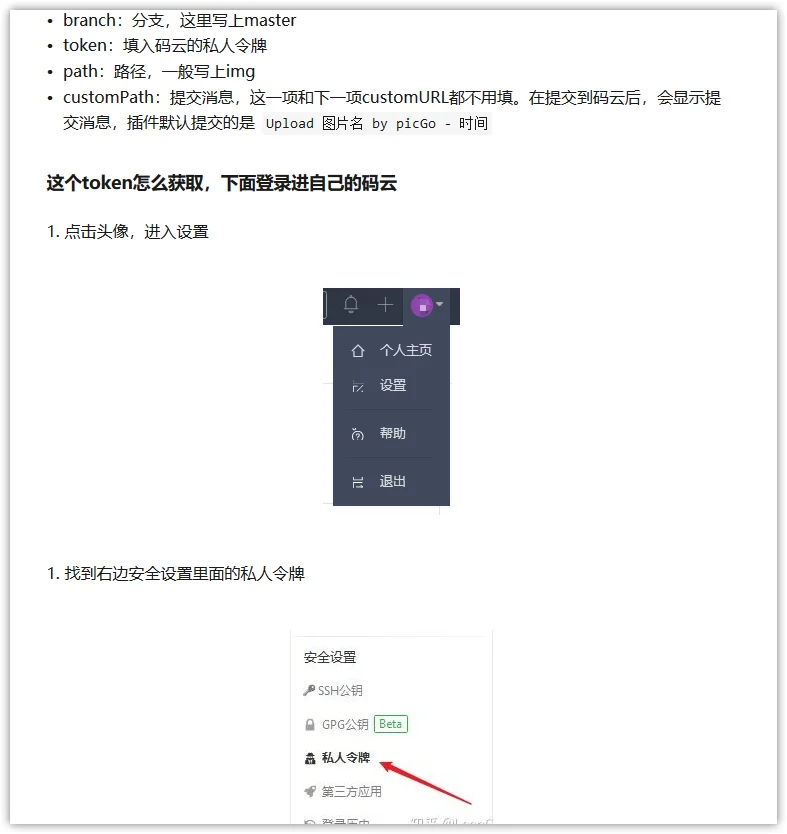 • branch：分支，这里写上master
• token：填入码云的私人令牌
• path：路径，一般写上img
• customPath：提交消息，这一项和下一项customURL都不用填。在提交到码云后，会显示提
交消息，插件默认提交的是 Upload 图片名 by picGo - 时间
这个token怎么获取，下面登录进自己的码云
1. 点击头像，进入设置
个人主页
设置
帮助
退出
1. 找到右边安全设置里面的私人令牌
安全设置
SSH公钥
GPG公钥 Beta
私人令牌
第三方应用
登录历史